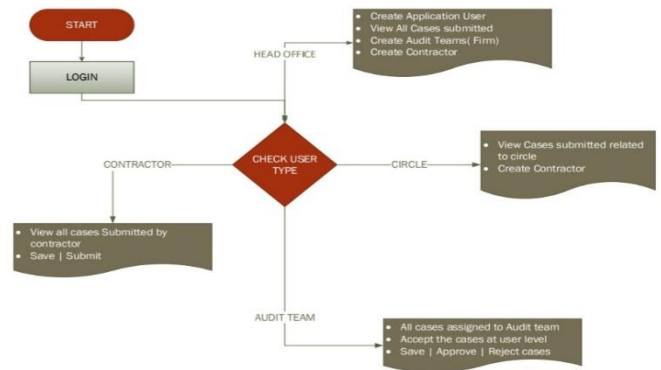 START
LOGIN
HEAD OFFICE
• Create Application User
• View All Cases submitted
• Create Audit Teams( Firm)
• Create Contractor
CHECK USER
TYPE
CONTRACTOR
CIRCLE
• View Cases submitted related
to circle
• Create Contractor
• View all cases Submitted by
contractor
• Save | Submit
AUDIT TEAM
• All cases assigned to Audit team
• Accept the cases at user level
• Save | Approve | Reject cases